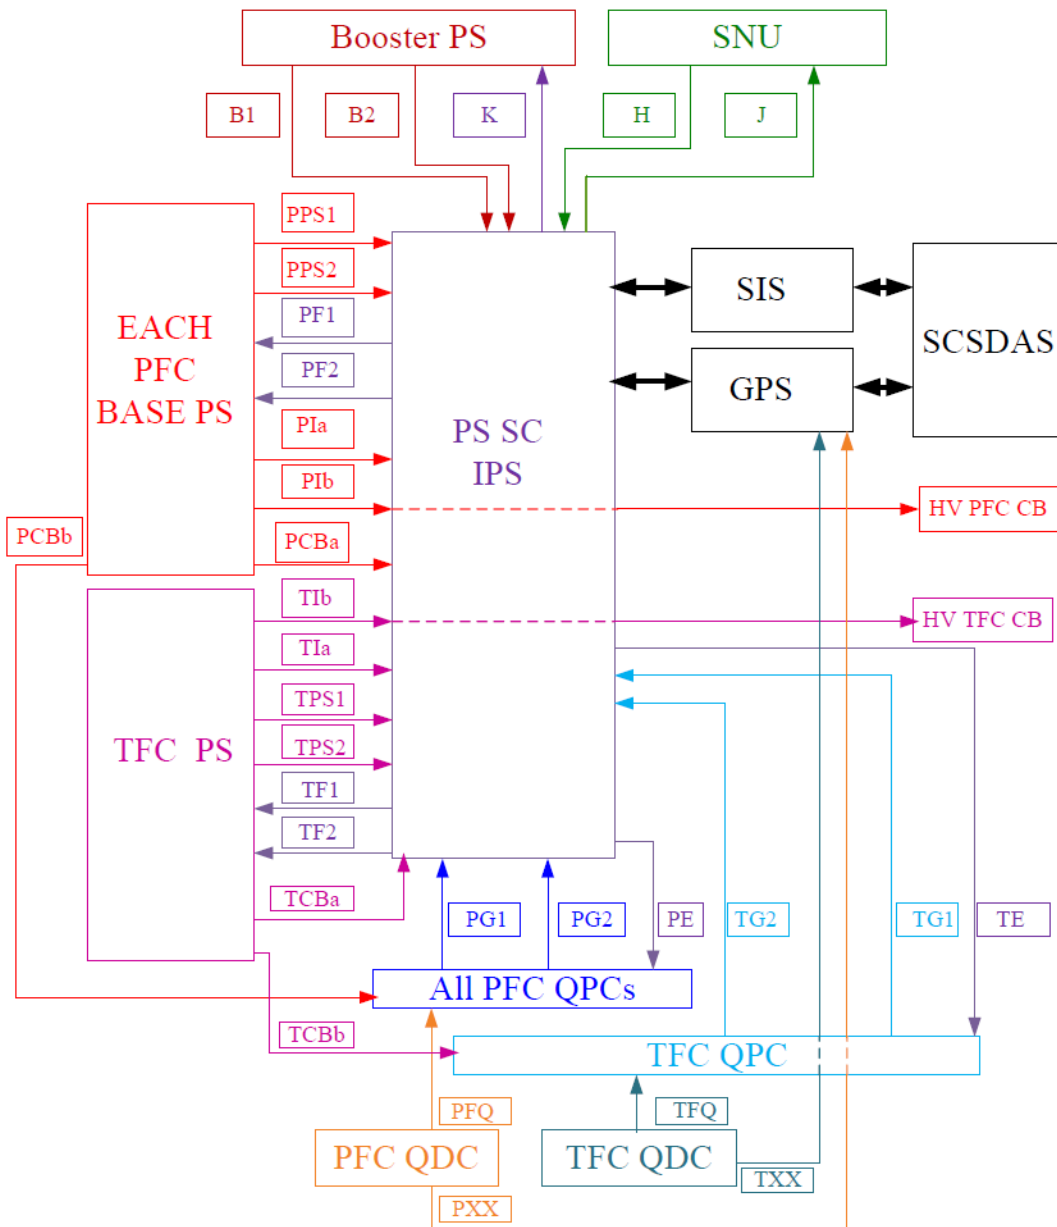 Booster PS
SNU
B1
B2
K
H
J
PPS1
PPS2
PF1
PF2
PIa
PIb
PCBa
PCBb
EACH
PFC
BASE PS
PS SC
IPS
SIS
GPS
SCSDAS
HV PFC CB
HV TFC CB
TIb
TIa
TPS1
TPS2
TF1
TF2
TCBa
TCBb
TFC PS
PG1
PG2
PE
TG2
TG1
TE
All PFC QPCs
TFC QPC
PFQ
TFQ
PFC QDC
TFC QDC
TXX
PXX